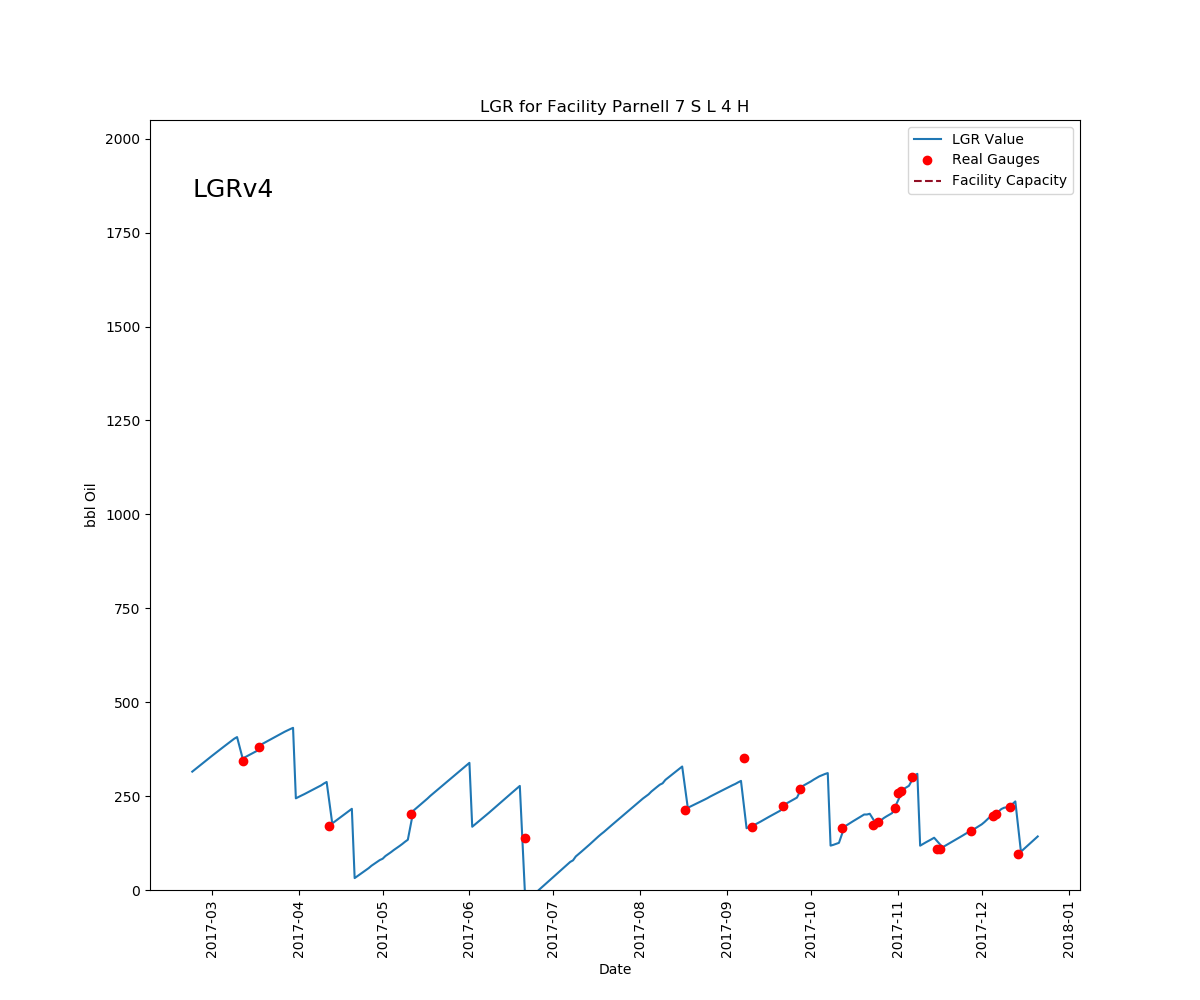 LGR for Facility Parnell 7 S L 4 H
LGRv4
LGR Value
Real Gauges
Facility Capacity
bbl Oil
2000
1750
1500
1250
1000
750
500
250
0
2017-03
2017-04
2017-05
2017-06
2017-07
2017-08
2017-09
2017-10
2017-11
2017-12
2018-01
Date